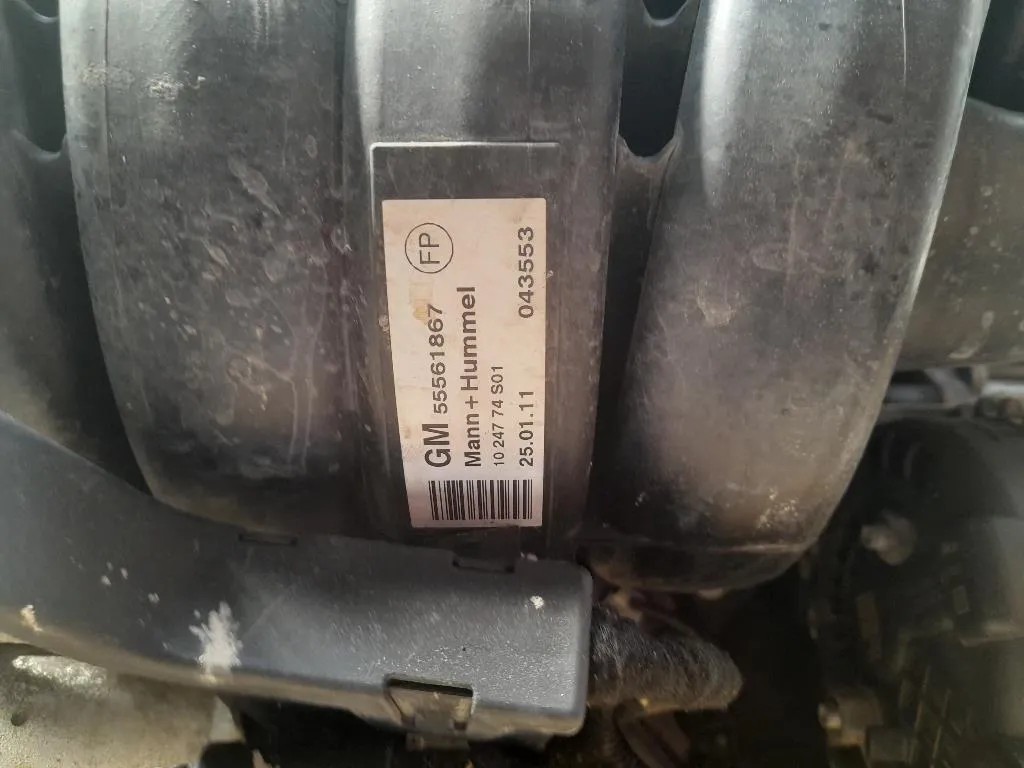 FP
GM 55561867
Mann+Hummel
10 247 74 S01
25.01.11 043553